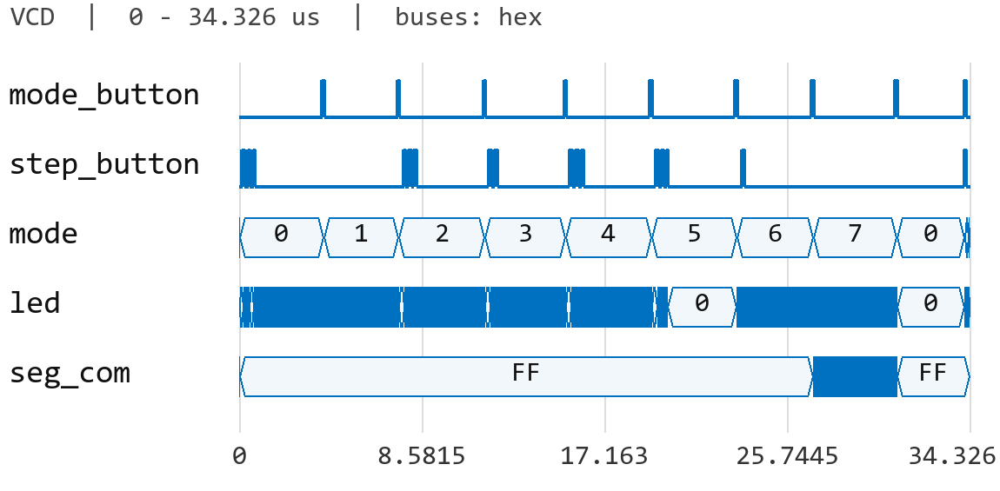 VCD | 0 - 34.326 us | buses: hex
mode_button
step_button
mode 0 1 2 3 4 5 6 7 0
led 0 0
seg_com FF FF
0 8.5815 17.163 25.7445 34.326